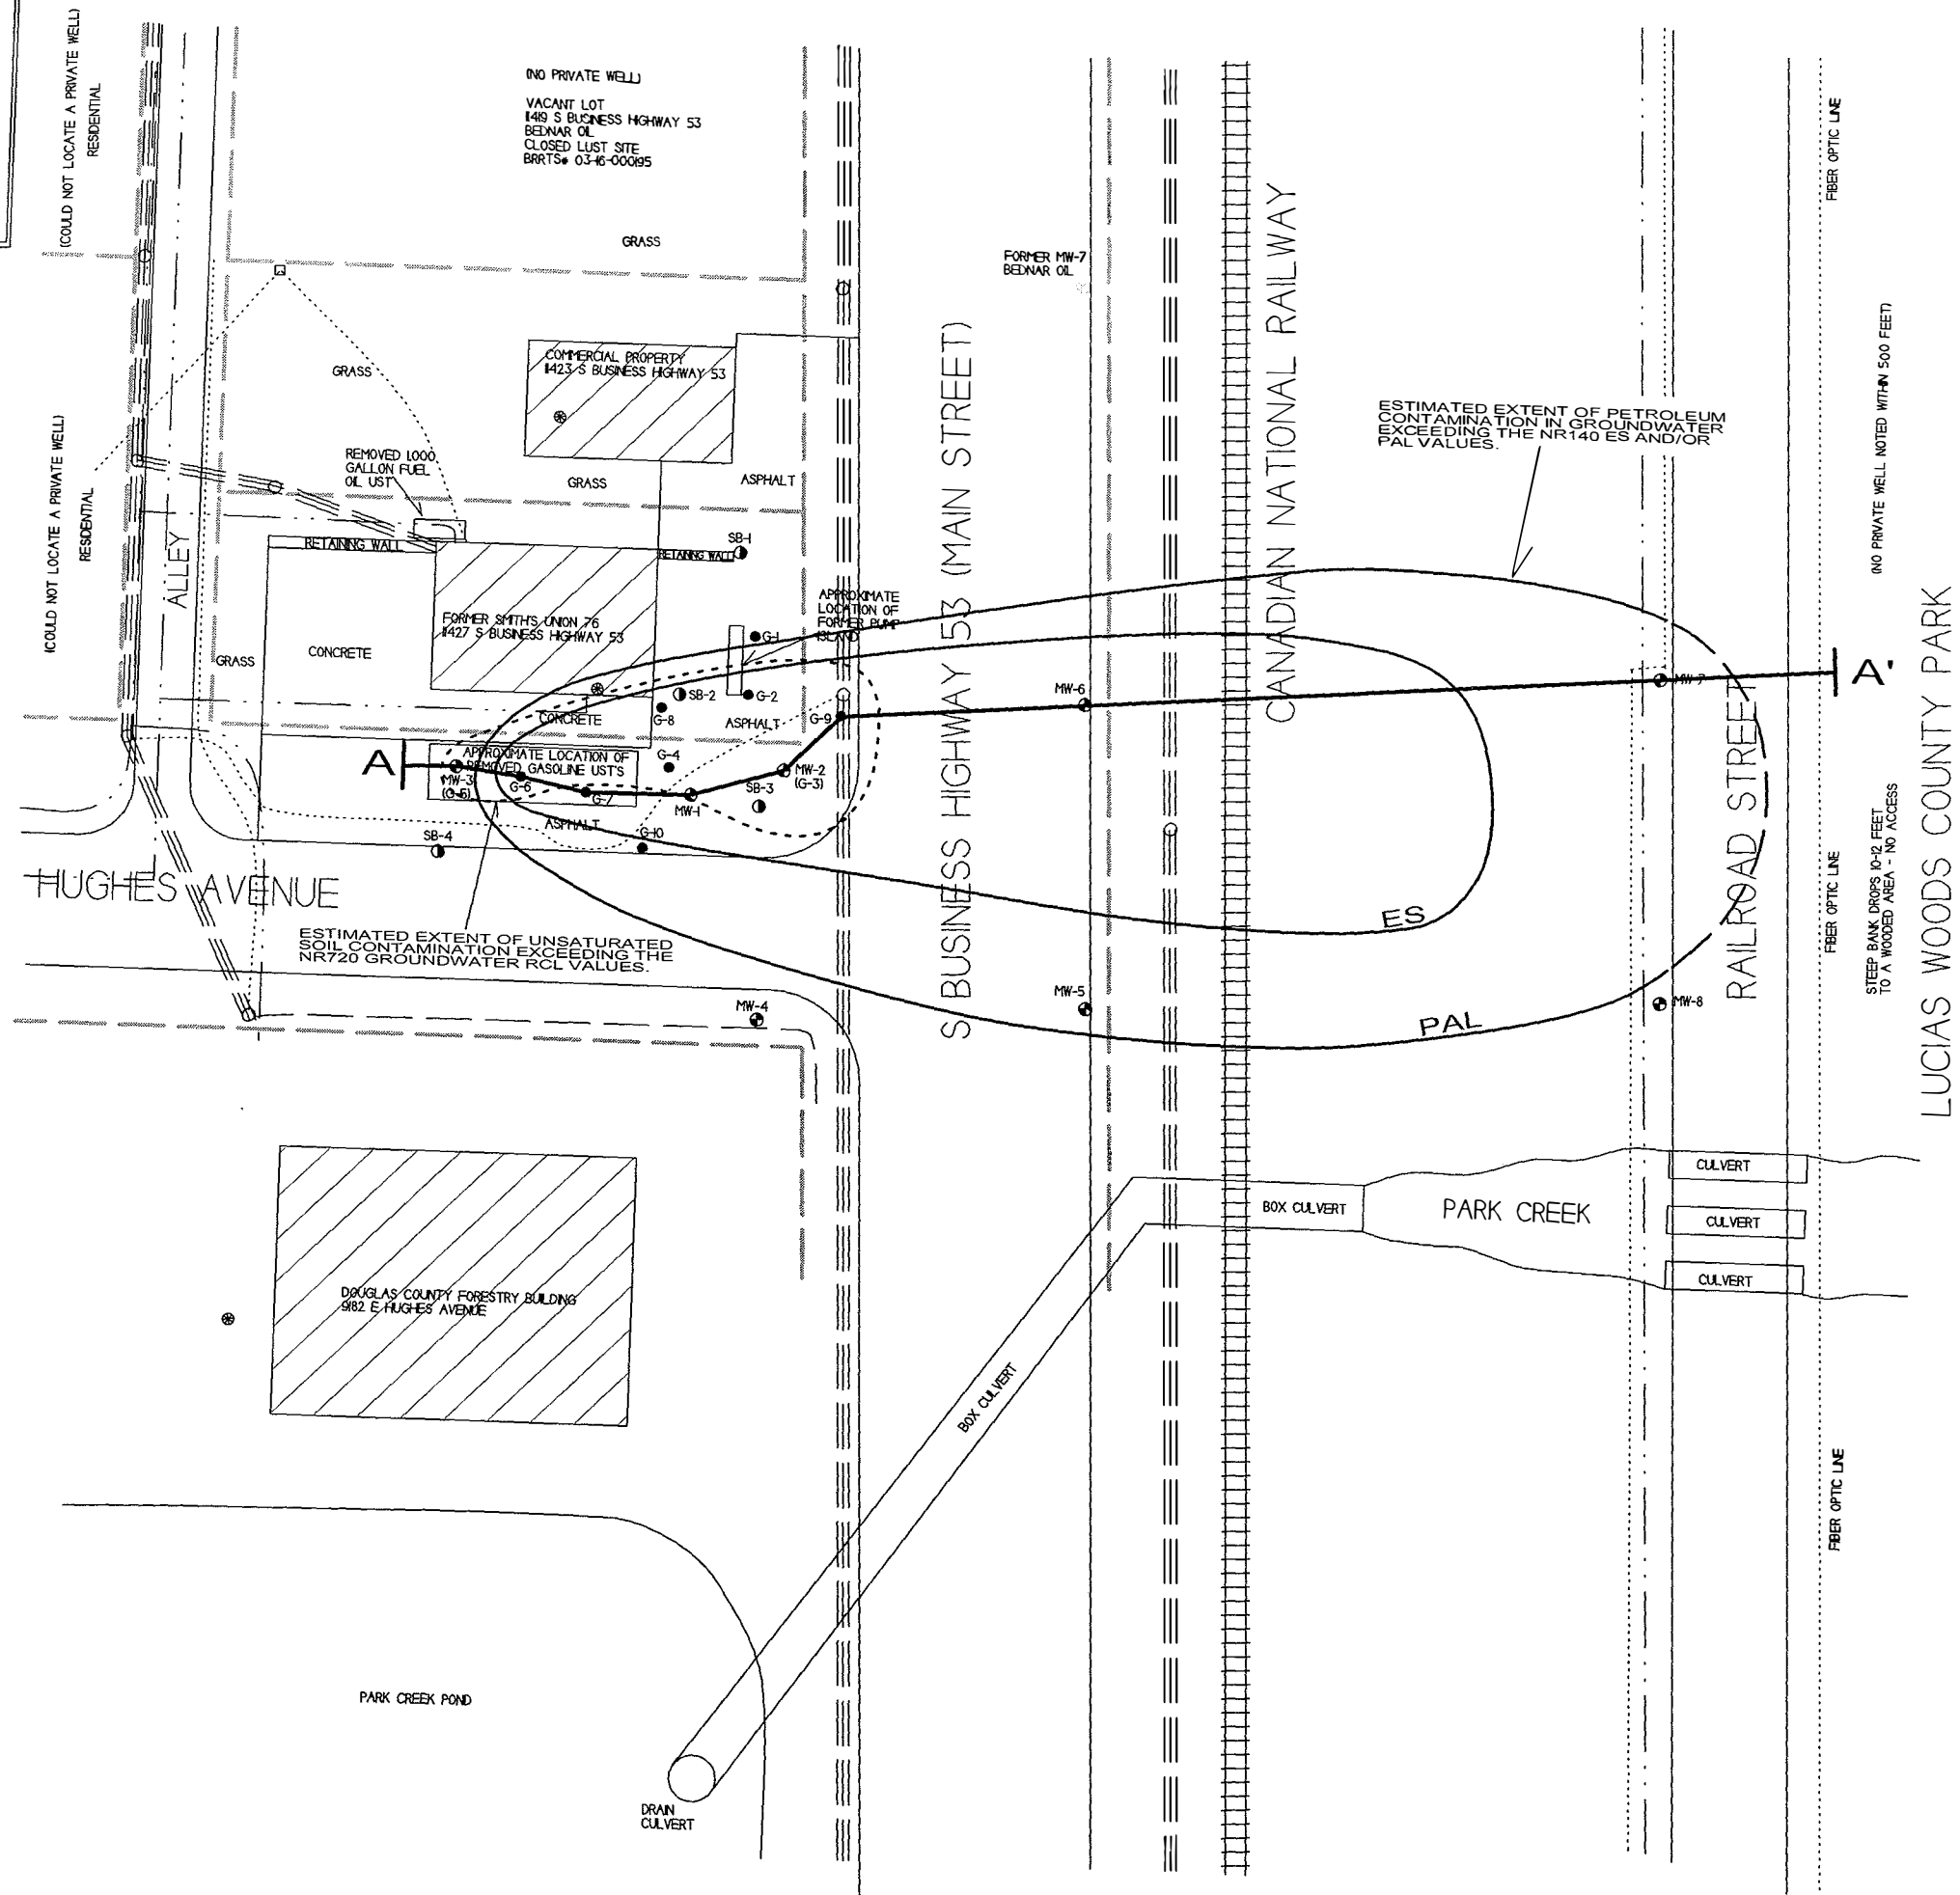 (COULD NOT LOCATE A PRIVATE WELL)
RESIDENTIAL
(NO PRIVATE WELL)
VACANT LOT
11419 S BUSINESS HIGHWAY 53
BEDNAR OIL
CLOSED LUST SITE
BRRTS# 03-16-000195
GRASS
FORMER MW-7
BEDNAR OIL
FIBER OPTIC LINE
CANADIAN NATIONAL RAILWAY
S BUSINESS HIGHWAY 53 (MAIN STREET)
COMMERCIAL PROPERTY
11423 S BUSINESS HIGHWAY 53
GRASS
REMOVED 1,000
GALLON FUEL
OIL UST
GRASS
ASPHALT
ESTIMATED EXTENT OF PETROLEUM
CONTAMINATION IN GROUNDWATER
EXCEEDING THE NR140 ES AND/OR
PAL VALUES.
(NO PRIVATE WELL NOTED WITHIN 500 FEET)
(COULD NOT LOCATE A PRIVATE WELL)
RESIDENTIAL
ALLEY
RETAINING WALL
RETAINING WALL
SB-1
FORMER SMITH'S UNION 76
11427 S BUSINESS HIGHWAY 53
APPROXIMATE
LOCATION OF
FORMER PUMP
ISLAND
G-1
GRASS
CONCRETE
SB-2
G-2
G-8
MW-6
MW-7
A'
CONCRETE
ASPHALT
G-9
A
APPROXIMATE LOCATION OF
REMOVED GASOLINE UST'S
G-4
MW-3
(G-5)
G-6
G-7
MW-2
(G-3)
SB-3
MW-1
ASPHALT
G-10
SB-4
HUGHES AVENUE
ES
RAILROAD STREET
FIBER OPTIC LINE
STEEP BANK DROPS 10-12 FEET
TO A WOODED AREA - NO ACCESS
LUCIAS WOODS COUNTY PARK
ESTIMATED EXTENT OF UNSATURATED
SOIL CONTAMINATION EXCEEDING THE
NR720 GROUNDWATER RCL VALUES.
MW-4
MW-5
MW-8
PAL
CULVERT
BOX CULVERT
PARK CREEK
CULVERT
CULVERT
DOUGLAS COUNTY FORESTRY BUILDING
9182 E HUGHES AVENUE
BOX CULVERT
FIBER OPTIC LINE
PARK CREEK POND
DRAIN
CULVERT